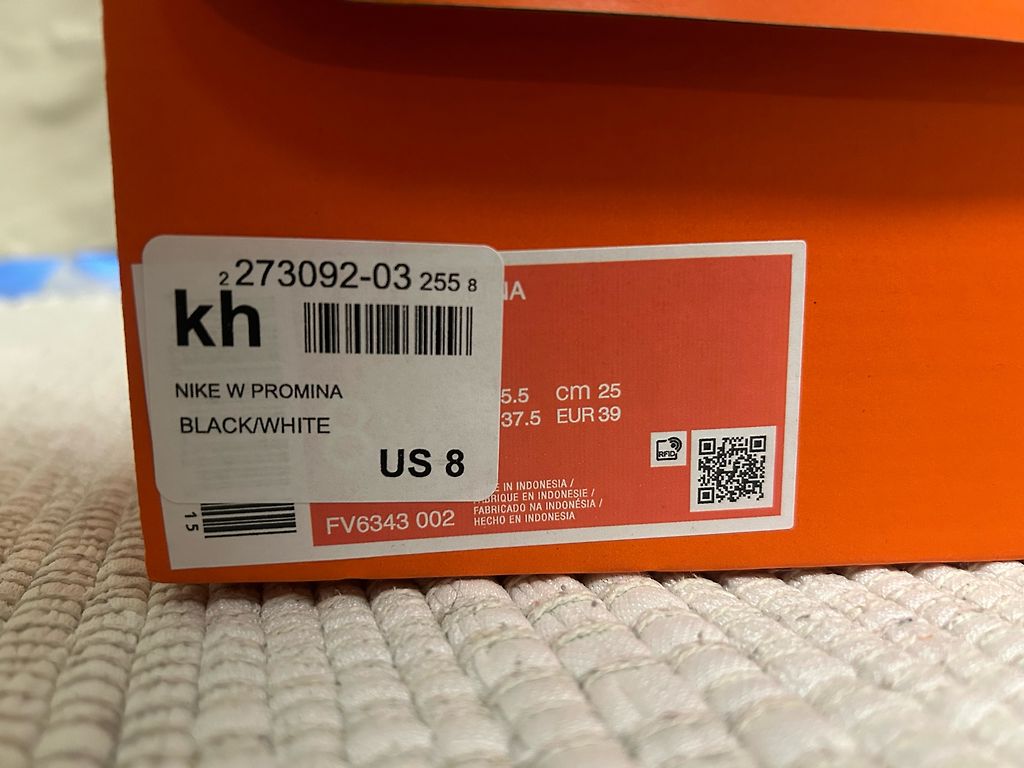 2 273092-03 255 8
kh
NIKE W PROMINA
BLACK/WHITE
US 8
NA
5.5 cm 25
37.5 EUR 39
RFID
E IN INDONESIA /
FABRIQUE EN INDONESIE /
FABRICADO NA INDONÉSIA /
HECHO EN INDONESIA
FV6343 002
15